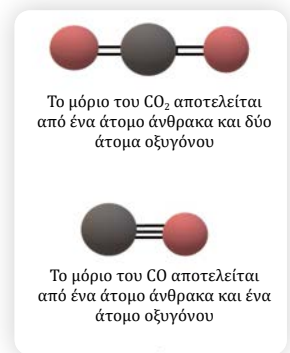 Το μόριο του CO₂ αποτελείται
από ένα άτομο άνθρακα και δύο
άτομα οξυγόνου
Το μόριο του CO αποτελείται
από ένα άτομο άνθρακα και ένα
άτομο οξυγόνου